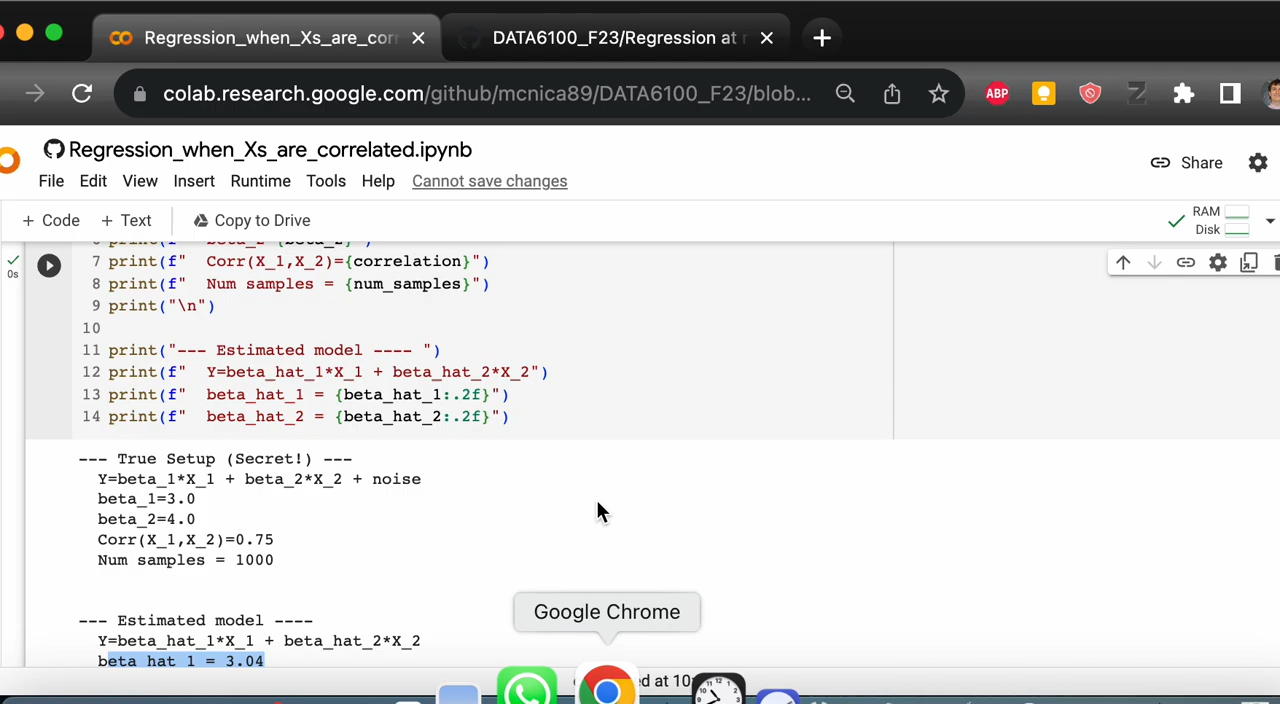 Regression_when_Xs_are_cor
DATA6100_F23/Regression at
colab.research.google.com/github/mcnica89/DATA6100_F23/blob...
ABP
Regression_when_Xs_are_correlated.ipynb
Share
File Edit View Insert Runtime Tools Help Cannot save changes
+ Code + Text Copy to Drive
RAM
Disk
0s
7 print(f"  Corr(X_1,X_2)={correlation}")
8 print(f"  Num samples = {num_samples}")
9 print("\n")
10
11 print("--- Estimated model ---- ")
12 print(f"  Y=beta_hat_1*X_1 + beta_hat_2*X_2")
13 print(f"  beta_hat_1 = {beta_hat_1:.2f}")
14 print(f"  beta_hat_2 = {beta_hat_2:.2f}")
--- True Setup (Secret!) ---
Y=beta_1*X_1 + beta_2*X_2 + noise
beta_1=3.0
beta_2=4.0
Corr(X_1,X_2)=0.75
Num samples = 1000
--- Estimated model ----
Y=beta_hat_1*X_1 + beta_hat_2*X_2
beta_hat_1 = 3.04
Google Chrome
at 10